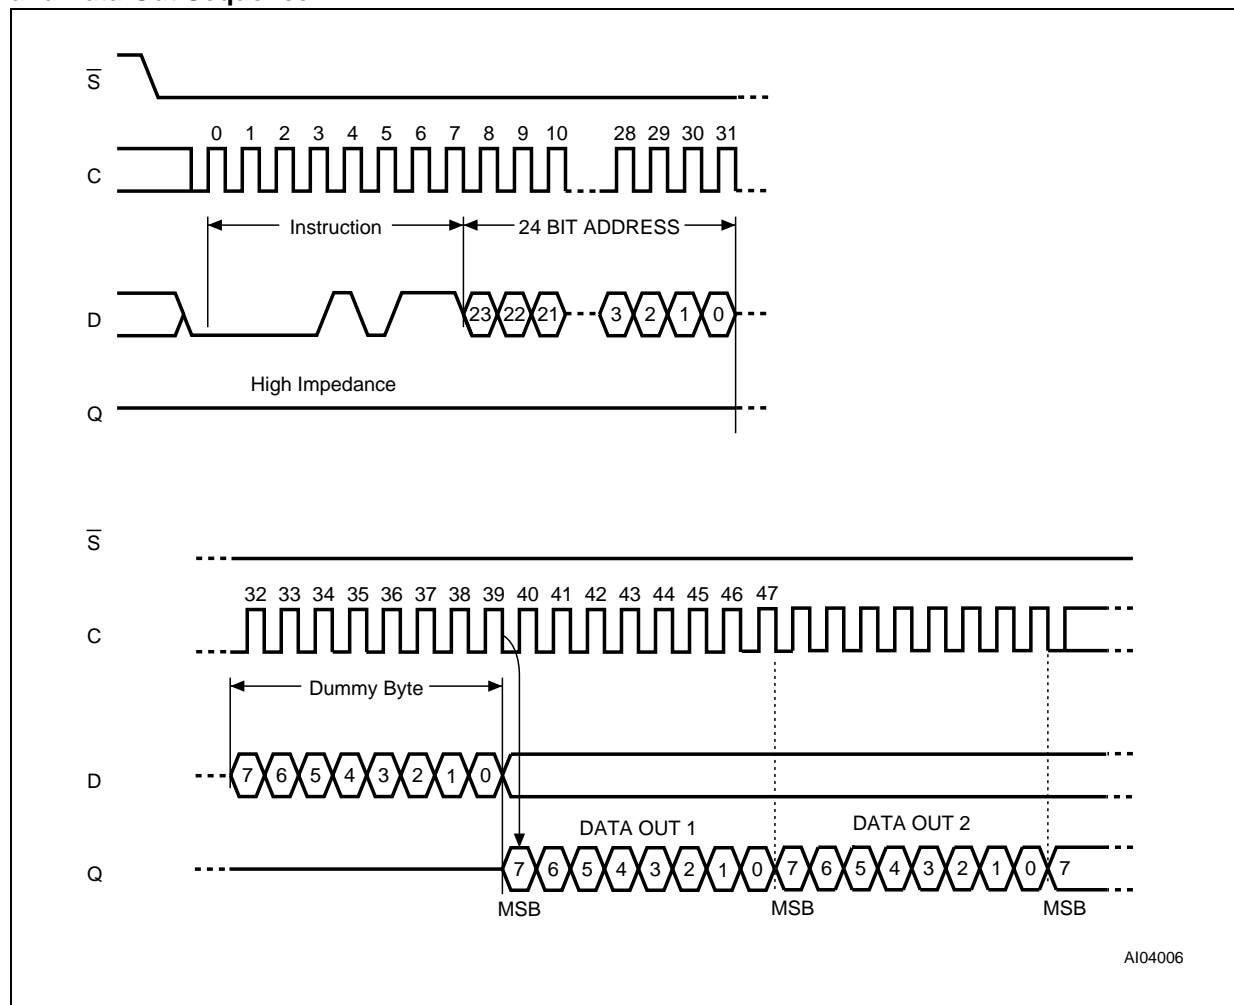 S
0 1 2 3 4 5 6 7 8 9 10 28 29 30 31
C
Instruction 24 BIT ADDRESS
D 23 22 21 3 2 1 0
High Impedance
Q
S
32 33 34 35 36 37 38 39 40 41 42 43 44 45 46 47
C
Dummy Byte
D 7 6 5 4 3 2 1 0
DATA OUT 1 DATA OUT 2
Q 7 6 5 4 3 2 1 0 7 6 5 4 3 2 1 0 7
MSB MSB MSB
AI04006